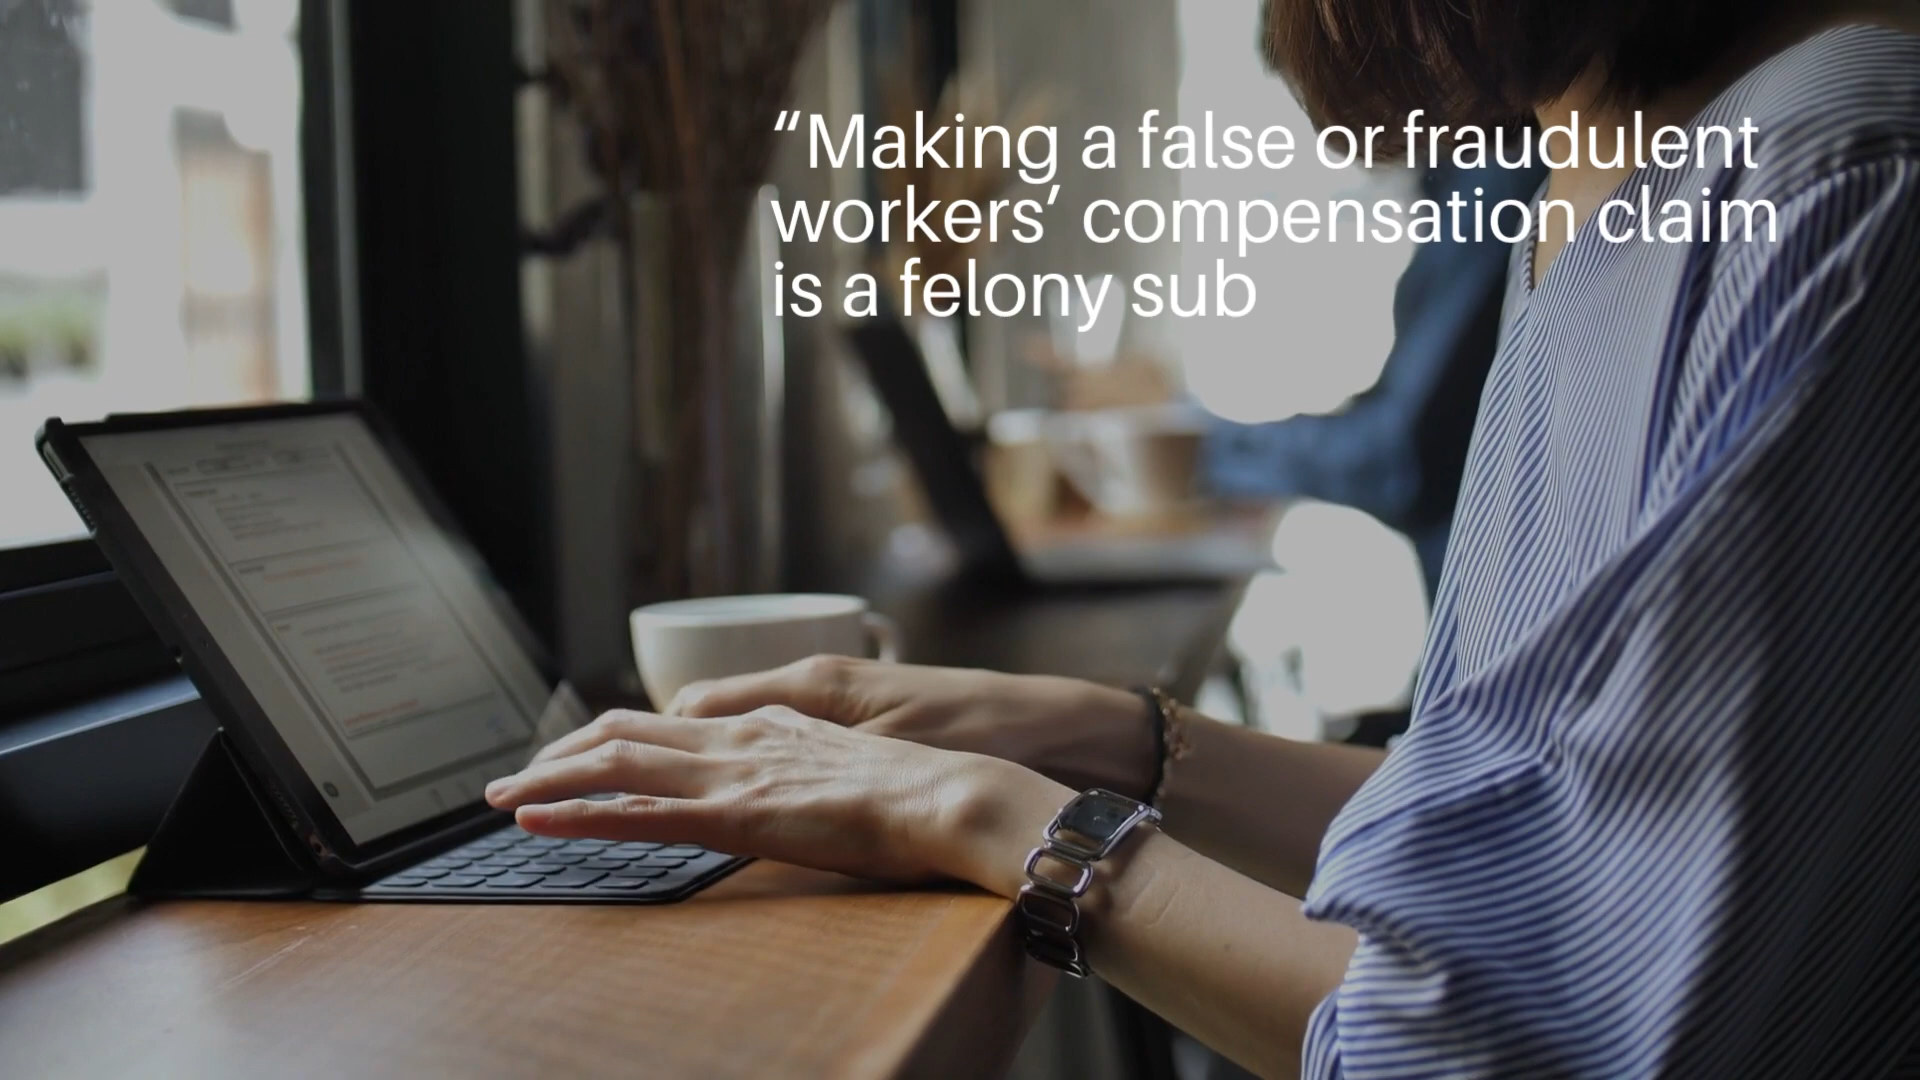 “Making a false or fraudulent
workers’ compensation claim
is a felony sub